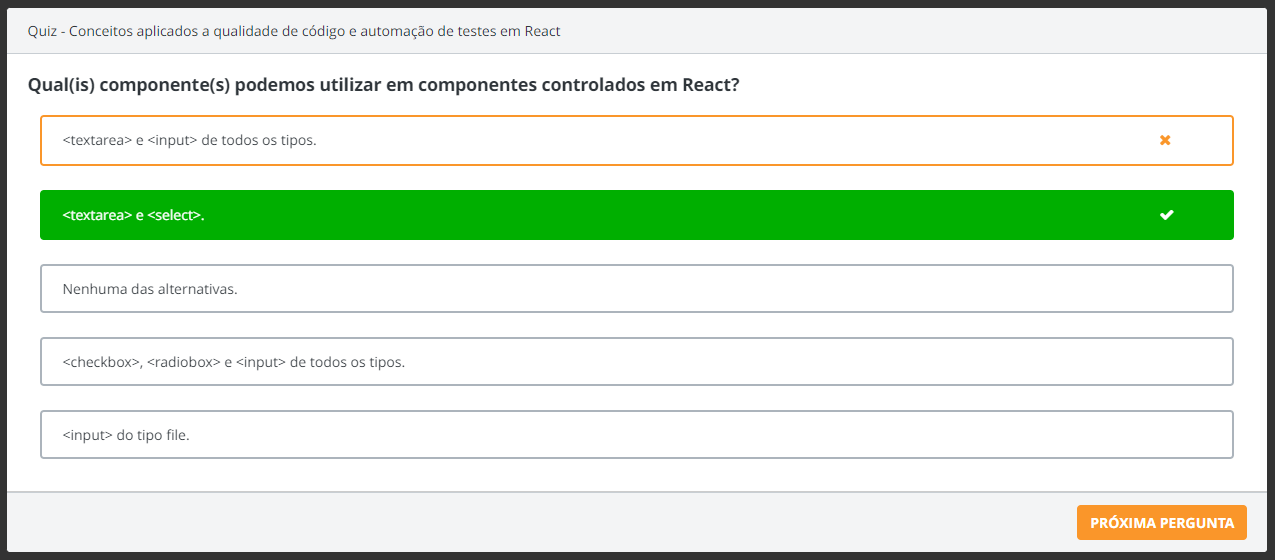 Quiz - Conceitos aplicados a qualidade de código e automação de testes em React
Qual(is) componente(s) podemos utilizar em componentes controlados em React?
<textarea> e <input> de todos os tipos.
<textarea> e <select>.
Nenhuma das alternativas.
<checkbox>, <radiobox> e <input> de todos os tipos.
<input> do tipo file.
PRÓXIMA PERGUNTA